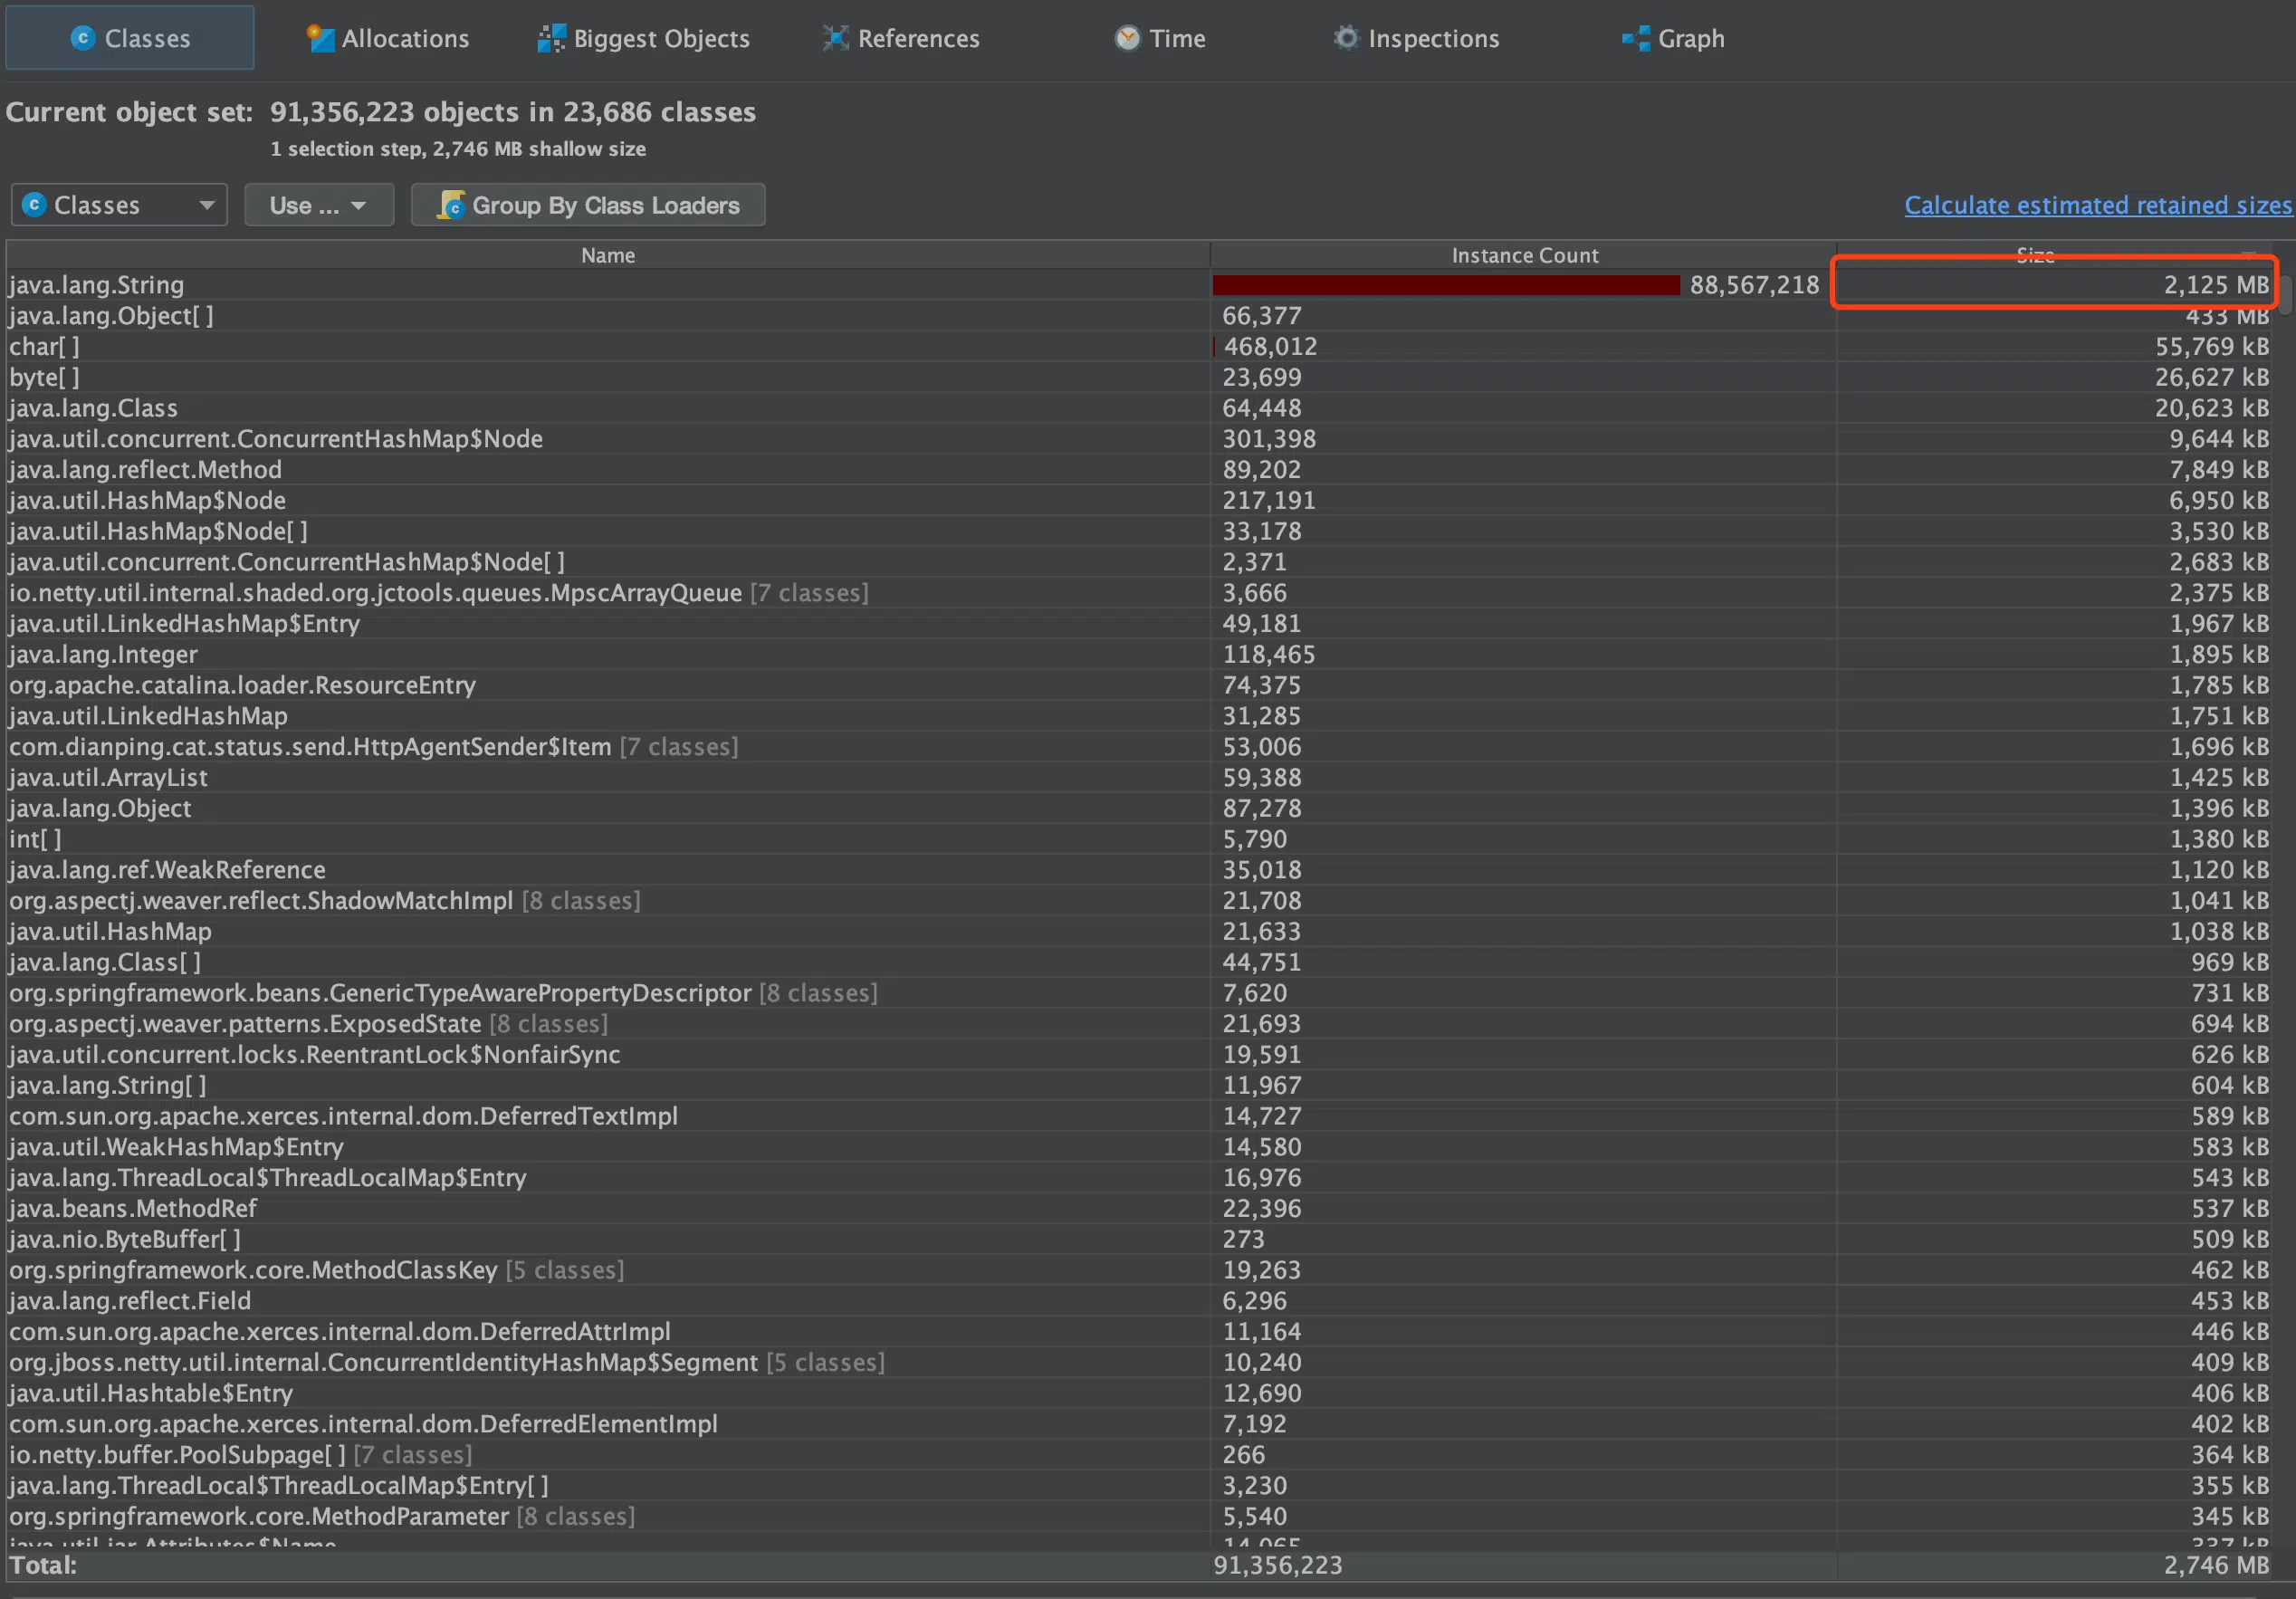 Classes Allocations Biggest Objects References Time Inspections Graph
Current object set: 91,356,223 objects in 23,686 classes
1 selection step, 2,746 MB shallow size
Classes Use ... Group By Class Loaders Calculate estimated retained sizes
Name Instance Count Size
java.lang.String 88,567,218 2,125 MB
java.lang.Object[ ] 66,377 433 MB
char[ ] 468,012 55,769 kB
byte[ ] 23,699 26,627 kB
java.lang.Class 64,448 20,623 kB
java.util.concurrent.ConcurrentHashMap$Node 301,398 9,644 kB
java.lang.reflect.Method 89,202 7,849 kB
java.util.HashMap$Node 217,191 6,950 kB
java.util.HashMap$Node[ ] 33,178 3,530 kB
java.util.concurrent.ConcurrentHashMap$Node[ ] 2,371 2,683 kB
io.netty.util.internal.shaded.org.jctools.queues.MpscArrayQueue [7 classes] 3,666 2,375 kB
java.util.LinkedHashMap$Entry 49,181 1,967 kB
java.lang.Integer 118,465 1,895 kB
org.apache.catalina.loader.ResourceEntry 74,375 1,785 kB
java.util.LinkedHashMap 31,285 1,751 kB
com.dianping.cat.status.send.HttpAgentSender$Item [7 classes] 53,006 1,696 kB
java.util.ArrayList 59,388 1,425 kB
java.lang.Object 87,278 1,396 kB
int[ ] 5,790 1,380 kB
java.lang.ref.WeakReference 35,018 1,120 kB
org.aspectj.weaver.reflect.ShadowMatchImpl [8 classes] 21,708 1,041 kB
java.util.HashMap 21,633 1,038 kB
java.lang.Class[ ] 44,751 969 kB
org.springframework.beans.GenericTypeAwarePropertyDescriptor [8 classes] 7,620 731 kB
org.aspectj.weaver.patterns.ExposedState [8 classes] 21,693 694 kB
java.util.concurrent.locks.ReentrantLock$NonfairSync 19,591 626 kB
java.lang.String[ ] 11,967 604 kB
com.sun.org.apache.xerces.internal.dom.DeferredTextImpl 14,727 589 kB
java.util.WeakHashMap$Entry 14,580 583 kB
java.lang.ThreadLocal$ThreadLocalMap$Entry 16,976 543 kB
java.beans.MethodRef 22,396 537 kB
java.nio.ByteBuffer[ ] 273 509 kB
org.springframework.core.MethodClassKey [5 classes] 19,263 462 kB
java.lang.reflect.Field 6,296 453 kB
com.sun.org.apache.xerces.internal.dom.DeferredAttrImpl 11,164 446 kB
org.jboss.netty.util.internal.ConcurrentIdentityHashMap$Segment [5 classes] 10,240 409 kB
java.util.Hashtable$Entry 12,690 406 kB
com.sun.org.apache.xerces.internal.dom.DeferredElementImpl 7,192 402 kB
io.netty.buffer.PoolSubpage[ ] [7 classes] 266 364 kB
java.lang.ThreadLocal$ThreadLocalMap$Entry[ ] 3,230 355 kB
org.springframework.core.MethodParameter [8 classes] 5,540 345 kB
java.util.jar.Attributes$Name 14,065 337 kB
Total: 91,356,223 2,746 MB